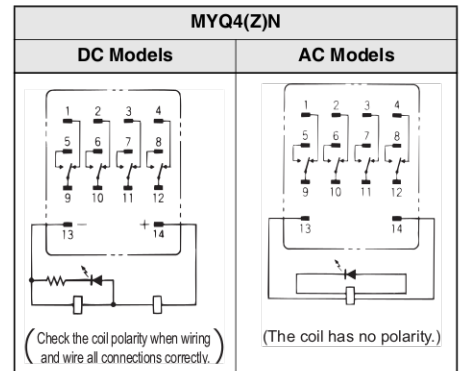 MYQ4(Z)N
DC Models
AC Models
1 2 3 4
5 6 7 8
9 10 11 12
13 − + 14
(Check the coil polarity when wiring
and wire all connections correctly.)
1 2 3 4
5 6 7 8
9 10 11 12
13 14
(The coil has no polarity.)